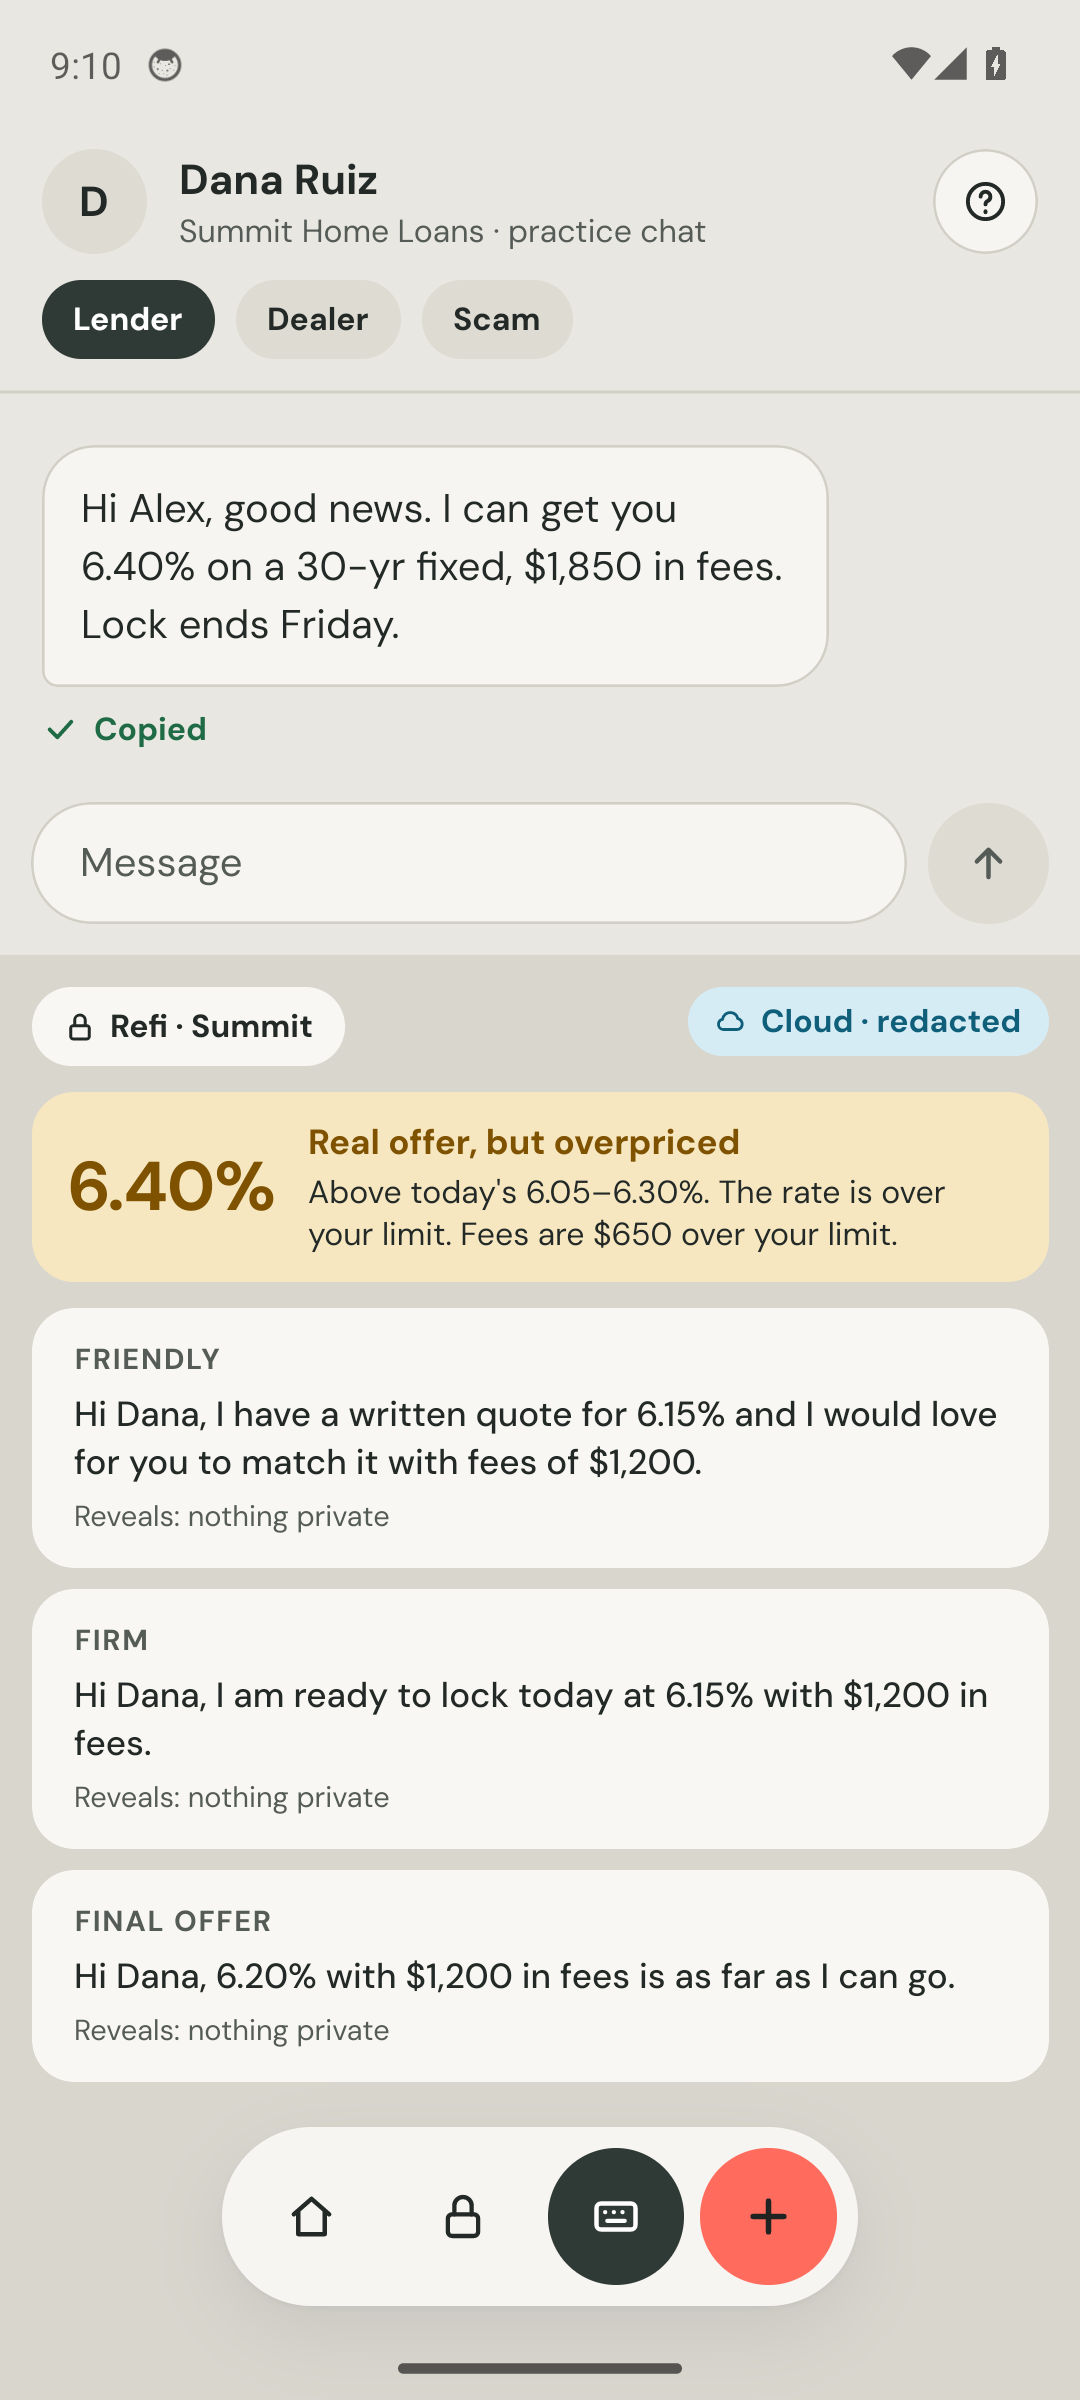 9:10
D
Dana Ruiz
Summit Home Loans · practice chat
Lender
Dealer
Scam
Hi Alex, good news. I can get you
6.40% on a 30-yr fixed, $1,850 in fees.
Lock ends Friday.
Copied
Message
Refi · Summit
Cloud · redacted
6.40%
Real offer, but overpriced
Above today's 6.05–6.30%. The rate is over
your limit. Fees are $650 over your limit.
FRIENDLY
Hi Dana, I have a written quote for 6.15% and I would love
for you to match it with fees of $1,200.
Reveals: nothing private
FIRM
Hi Dana, I am ready to lock today at 6.15% with $1,200 in
fees.
Reveals: nothing private
FINAL OFFER
Hi Dana, 6.20% with $1,200 in fees is as far as I can go.
Reveals: nothing private